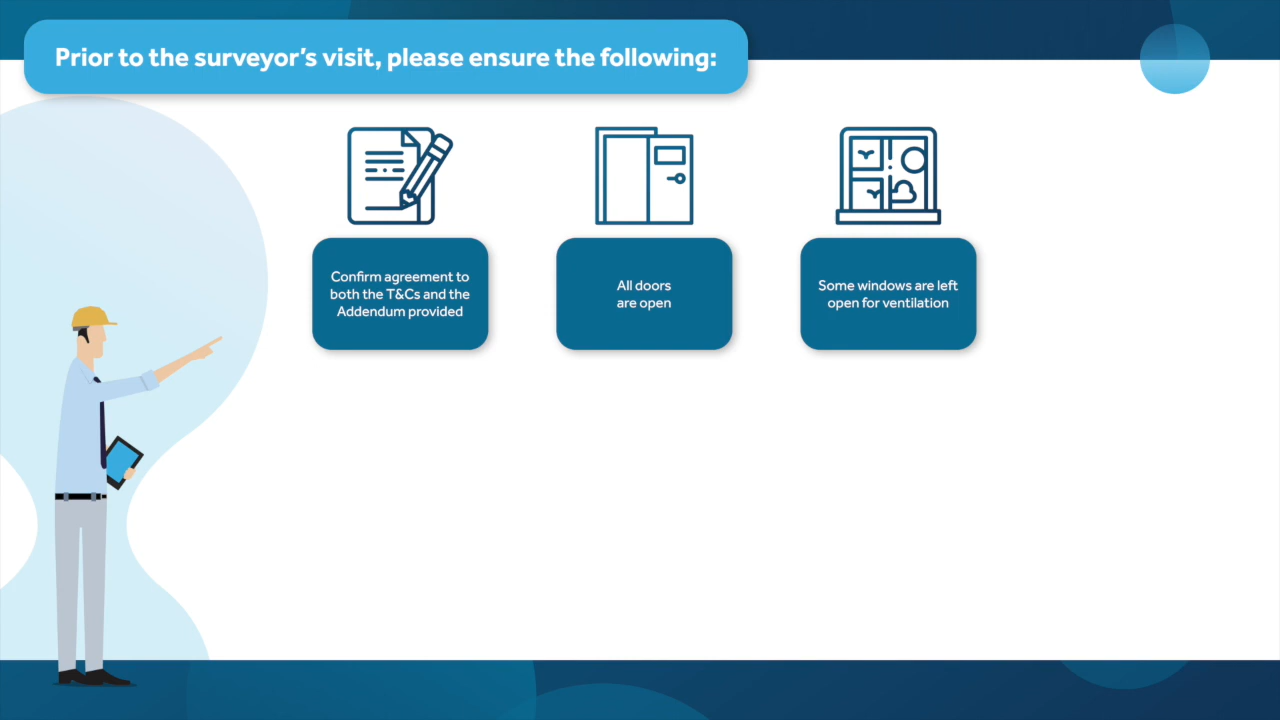 Prior to the surveyor’s visit, please ensure the following:
Confirm agreement to
both the T&Cs and the
Addendum provided
All doors
are open
Some windows are left
open for ventilation